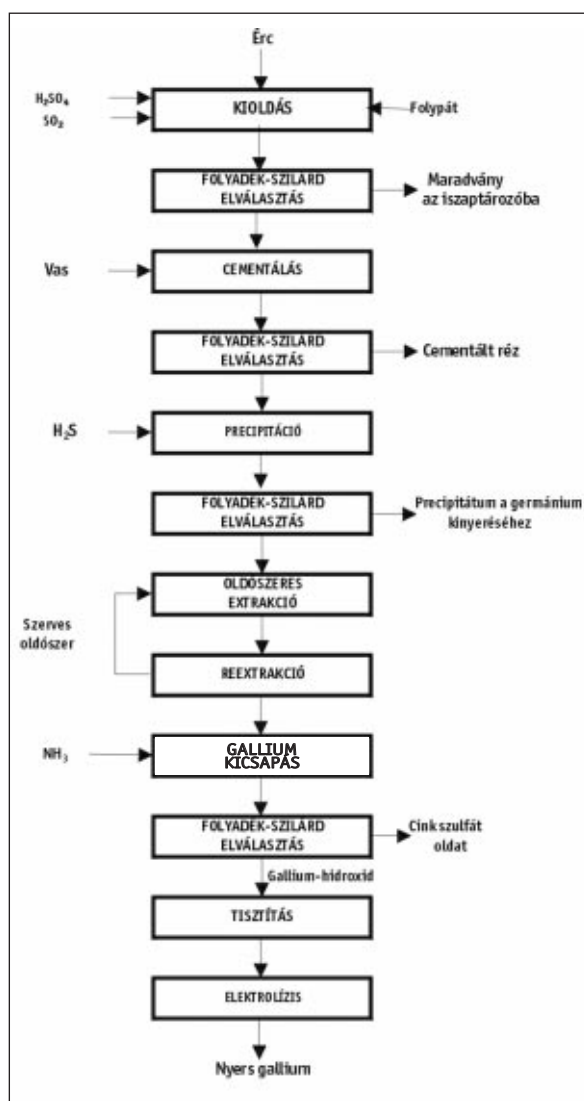 Érc
H₂SO₄
SO₂
KIOLDÁS
Folypát
FOLYADÉK-SZILÁRD
ELVÁLASZTÁS
Maradvány
az iszaptározóba
Vas
CEMENTÁLÁS
FOLYADÉK-SZILÁRD
ELVÁLASZTÁS
Cementált réz
H₂S
PRECIPITÁCIÓ
FOLYADÉK-SZILÁRD
ELVÁLASZTÁS
Precipitátum a germánium
kinyeréséhez
OLDÓSZERES
EXTRAKCIÓ
Szerves
oldószer
REEXTRAKCIÓ
NH₃
GALLIUM
KICSAPÁS
FOLYADÉK-SZILÁRD
ELVÁLASZTÁS
Cink szulfát
oldat
Gallium-hidroxid
TISZTÍTÁS
ELEKTROLÍZIS
Nyers gallium